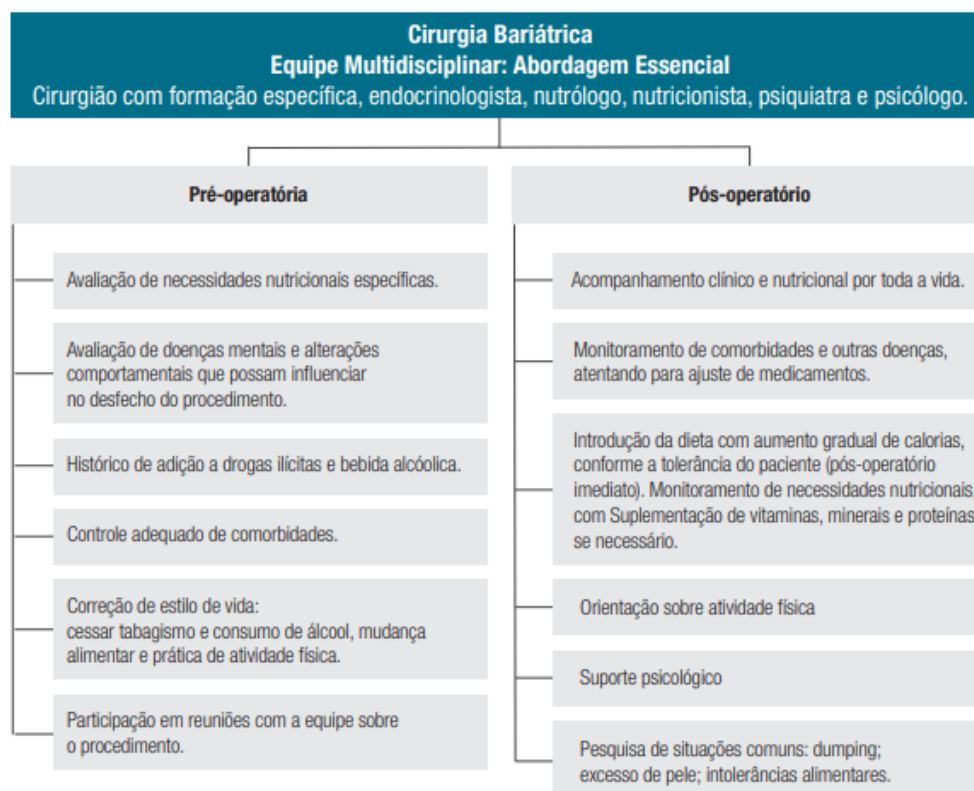 Cirurgia Bariátrica
Equipe Multidisciplinar: Abordagem Essencial
Cirurgião com formação específica, endocrinologista, nutrólogo, nutricionista, psiquiatra e psicólogo.
Pré-operatória
Avaliação de necessidades nutricionais específicas.
Avaliação de doenças mentais e alterações
comportamentais que possam influenciar
no desfecho do procedimento.
Histórico de adição a drogas ilícitas e bebida alcóolica.
Controle adequado de comorbidades.
Correção de estilo de vida:
cessar tabagismo e consumo de álcool, mudança
alimentar e prática de atividade física.
Participação em reuniões com a equipe sobre
o procedimento.
Pós-operatório
Acompanhamento clínico e nutricional por toda a vida.
Monitoramento de comorbidades e outras doenças,
atentando para ajuste de medicamentos.
Introdução da dieta com aumento gradual de calorias,
conforme a tolerância do paciente (pós-operatório
imediato). Monitoramento de necessidades nutricionais,
com Suplementação de vitaminas, minerais e proteínas
se necessário.
Orientação sobre atividade física
Suporte psicológico
Pesquisa de situações comuns: dumping;
excesso de pele; intolerâncias alimentares.